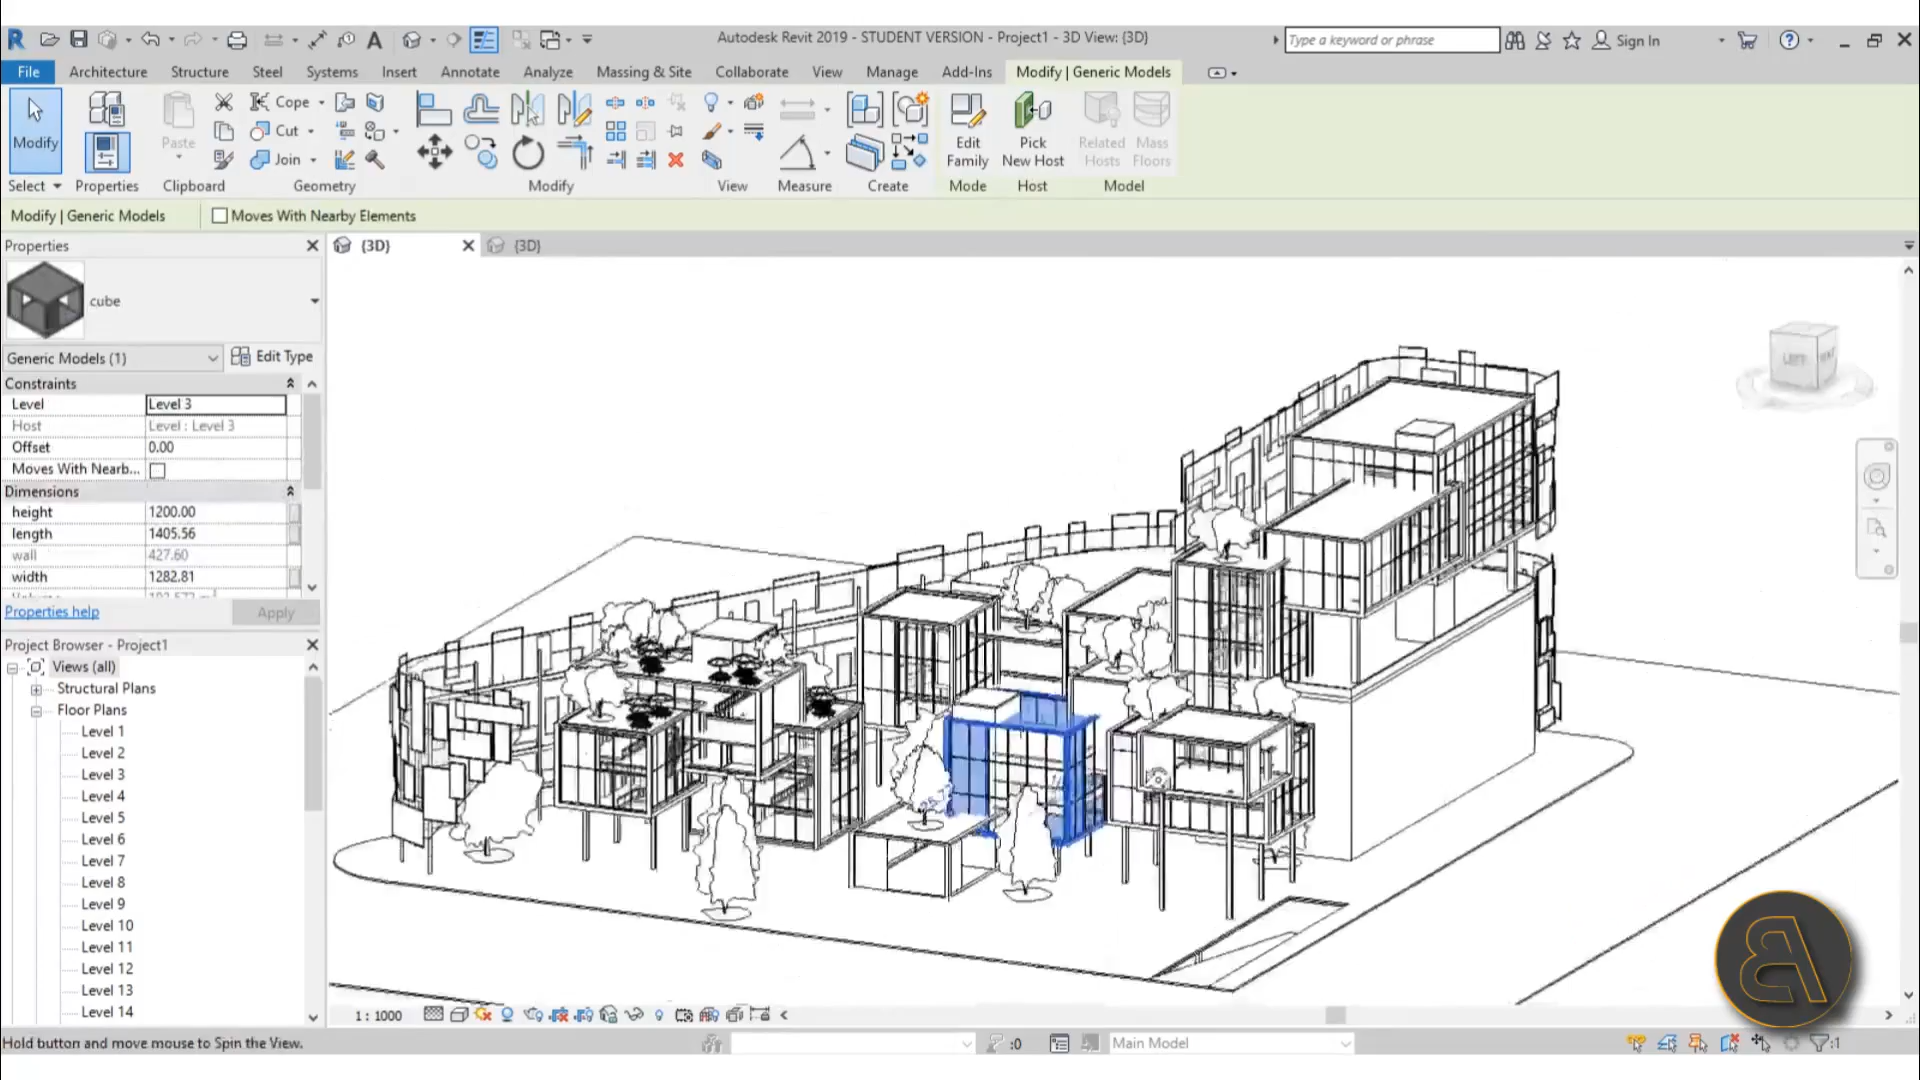 Autodesk Revit 2019 - STUDENT VERSION - Project1 - 3D View: {3D}
Type a keyword or phrase
Sign In
File Architecture Structure Steel Systems Insert Annotate Analyze Massing & Site Collaborate View Manage Add-Ins Modify | Generic Models
Modify
Paste
Cope
Cut
Join
Edit Family
Pick New Host
Related Hosts
Mass Floors
Select Properties Clipboard Geometry Modify View Measure Create Mode Host Model
Modify | Generic Models Moves With Nearby Elements
Properties
{3D} {3D}
cube
Generic Models (1) Edit Type
Constraints
Level Level 3
Host Level : Level 3
Offset 0.00
Moves With Nearb...
Dimensions
height 1200.00
length 1405.56
wall 427.60
width 1282.81
Properties help Apply
Project Browser - Project1
Views (all)
Structural Plans
Floor Plans
Level 1
Level 2
Level 3
Level 4
Level 5
Level 6
Level 7
Level 8
Level 9
Level 10
Level 11
Level 12
Level 13
Level 14
LEFT
1 : 1000
Hold button and move mouse to Spin the View.
:0
Main Model
:1